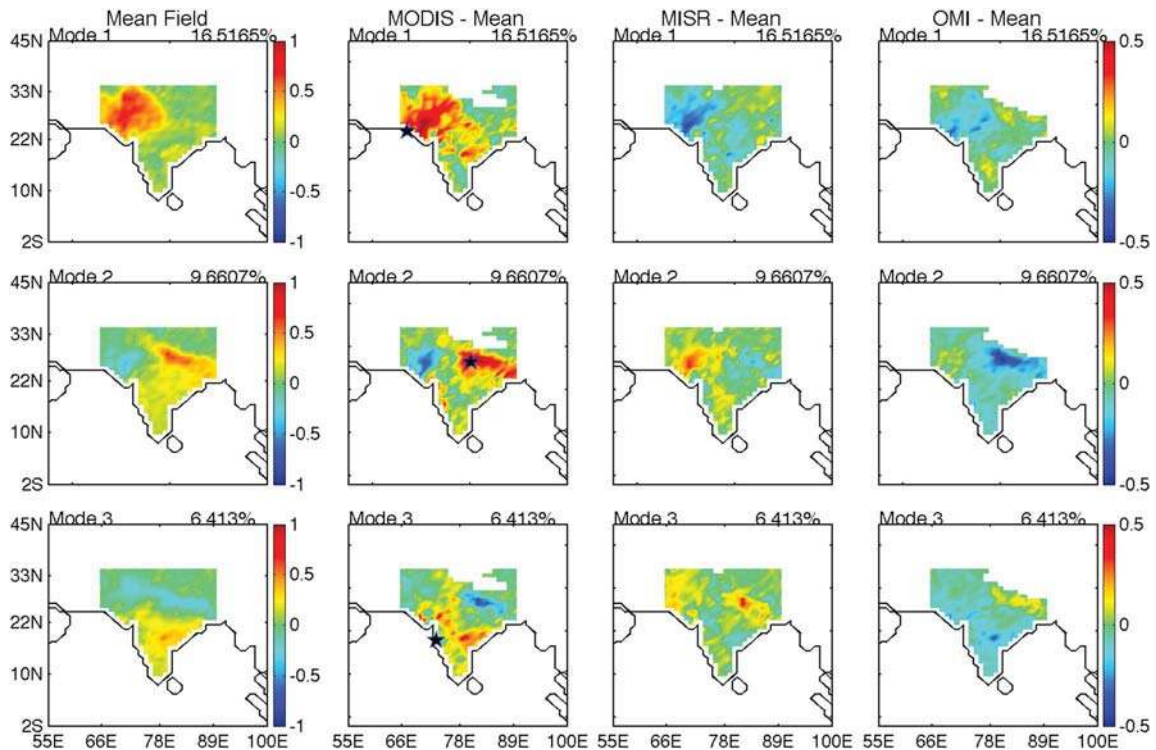 Mean Field MODIS - Mean MISR - Mean OMI - Mean
45N Mode 1 16 5165% 1 Mode 1 16 5165% Mode 1 16 5165% Mode 1 16 5165% 0.5
33N 0.5
22N 0 0
10N -0.5
2S -1 -0.5
45N Mode 2 9 6607% 1 Mode 2 9 6607% Mode 2 9 6607% Mode 2 9 6607% 0.5
33N 0.5
22N 0 0
10N -0.5
2S -1 -0.5
45N Mode 3 6 413% 1 Mode 3 6 413% Mode 3 6 413% Mode 3 6 413% 0.5
33N 0.5
22N 0 0
10N -0.5
2S -1 -0.5
55E 66E 78E 89E 100E 55E 66E 78E 89E 100E 55E 66E 78E 89E 100E 55E 66E 78E 89E 100E